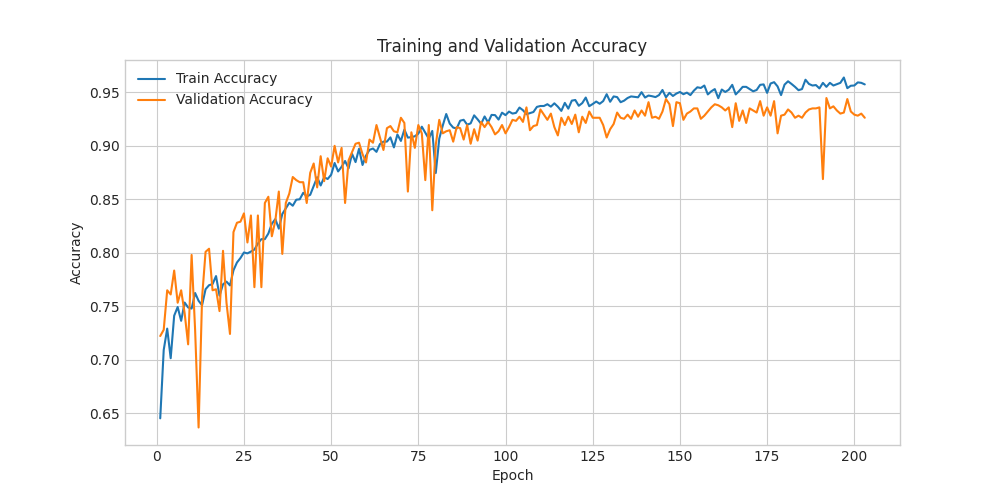 Training and Validation Accuracy
Train Accuracy
Validation Accuracy
Accuracy
0.95
0.90
0.85
0.80
0.75
0.70
0.65
0 25 50 75 100 125 150 175 200
Epoch